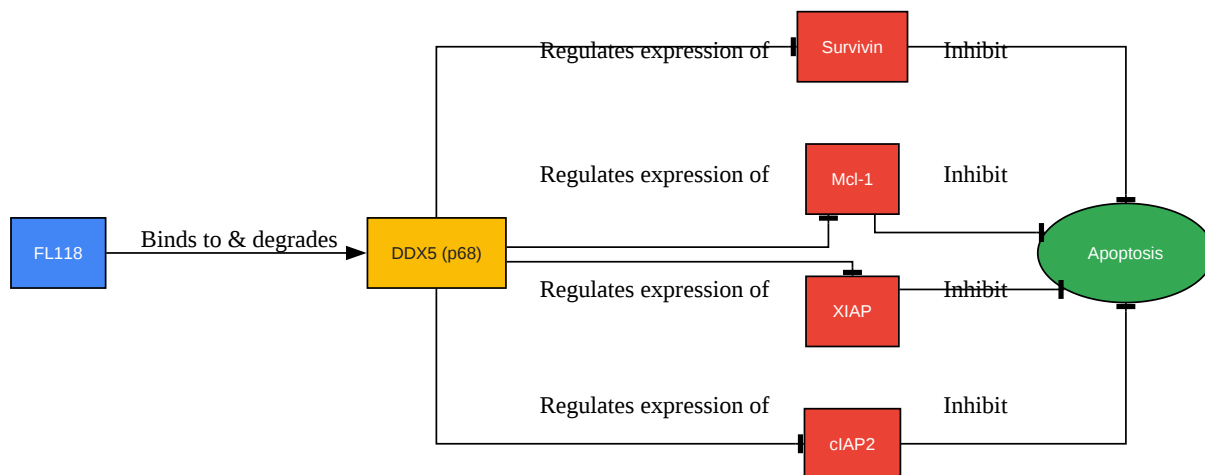 Regulates expression of
Survivin
Inhibit
Regulates expression of
Mcl-1
Inhibit
FL118
Binds to & degrades
DDX5 (p68)
Apoptosis
Regulates expression of
XIAP
Inhibit
Regulates expression of
cIAP2
Inhibit